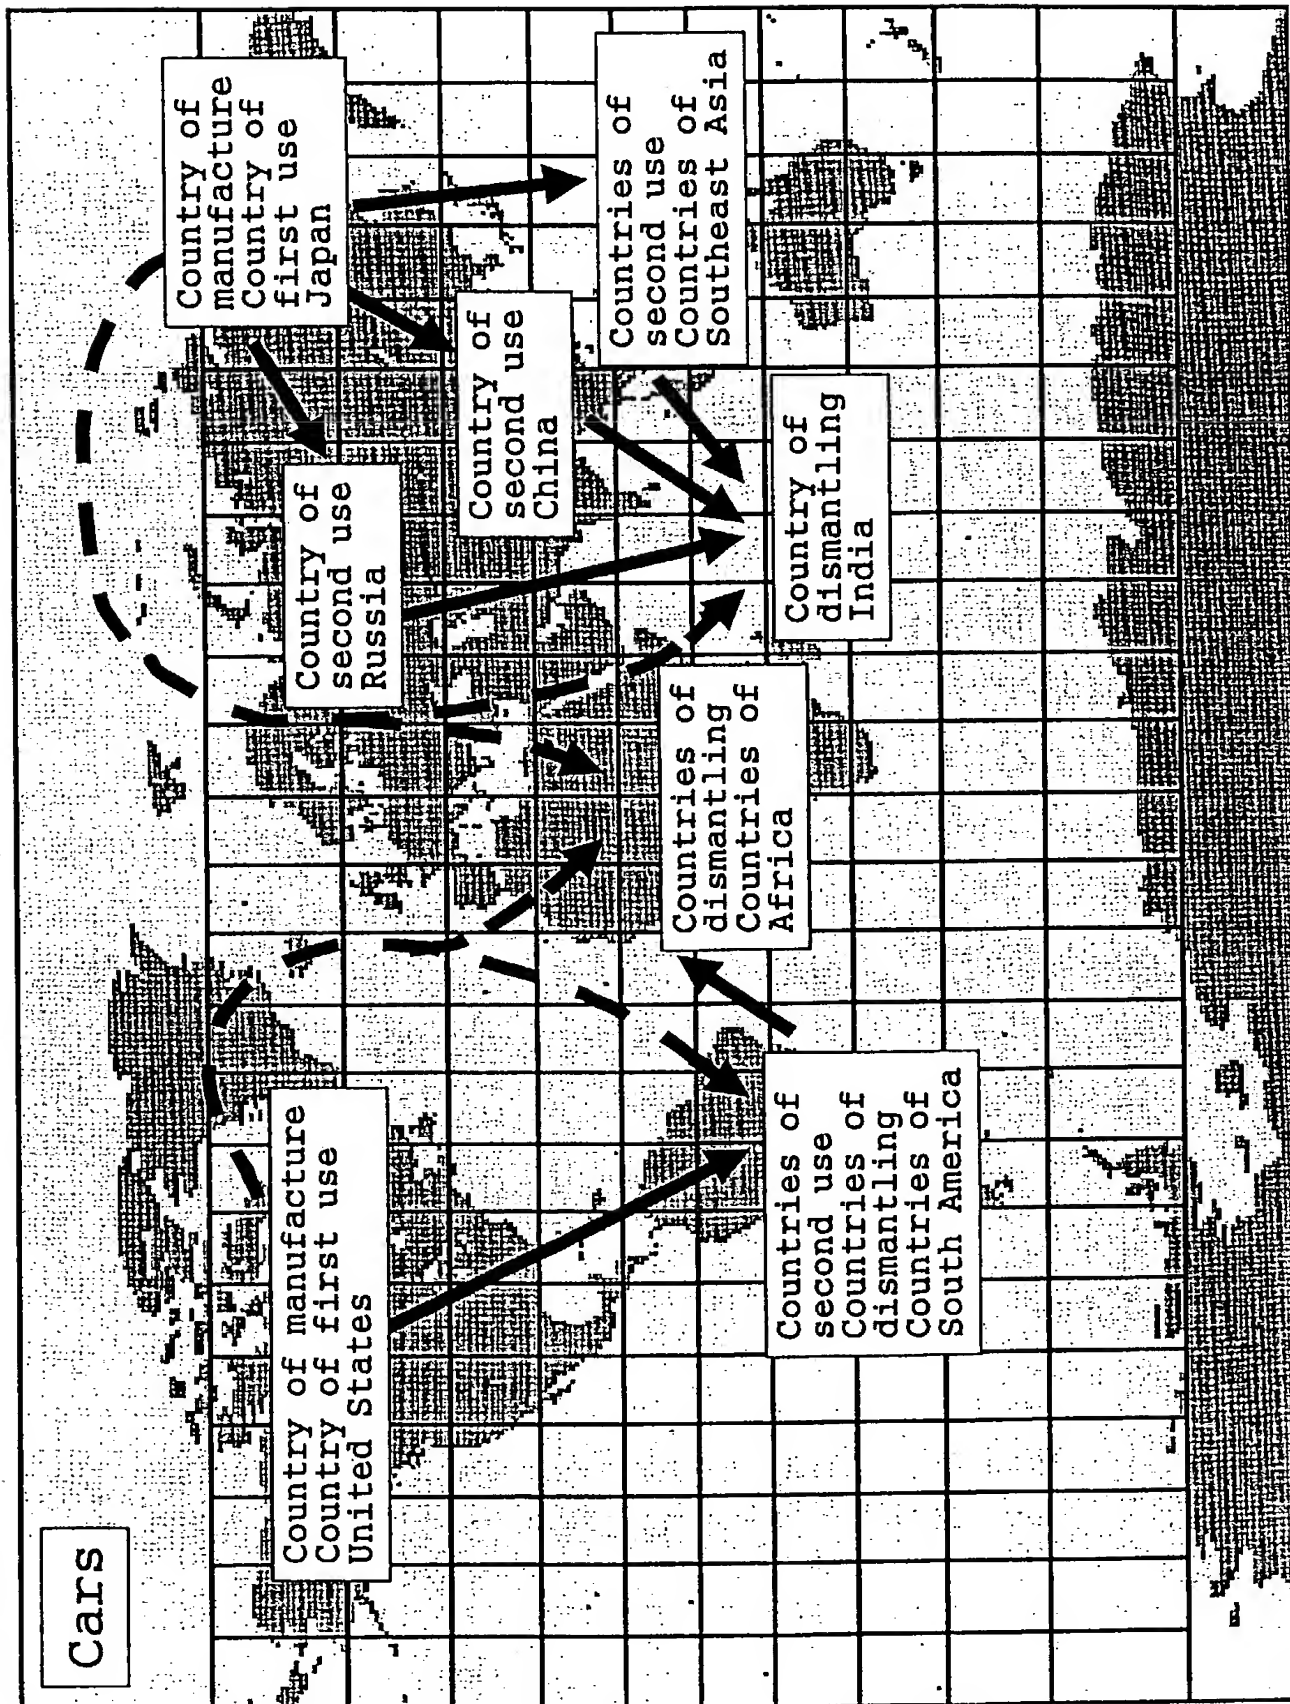 Cars
Country of manufacture
Country of first use
United States
Country of
manufacture
Country of
first use
Japan
Country of
second use
Russia
Country of
second use
China
Countries of
second use
Countries of
Southeast Asia
Countries of
dismantling
Countries of
Africa
Country of
dismantling
India
Countries of
second use
Countries of
dismantling
Countries of
South America